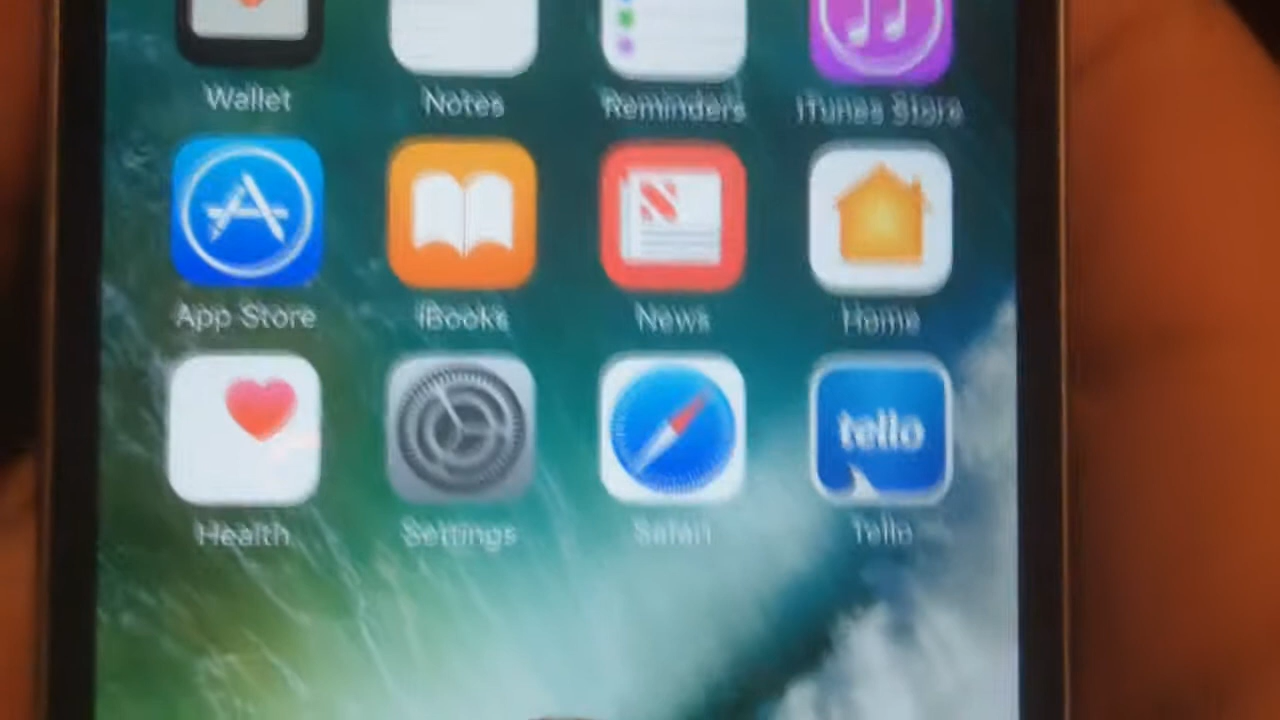 Wallet Notes Reminders iTunes Store
App Store iBooks News Home
tello
Health Settings Safari Tello